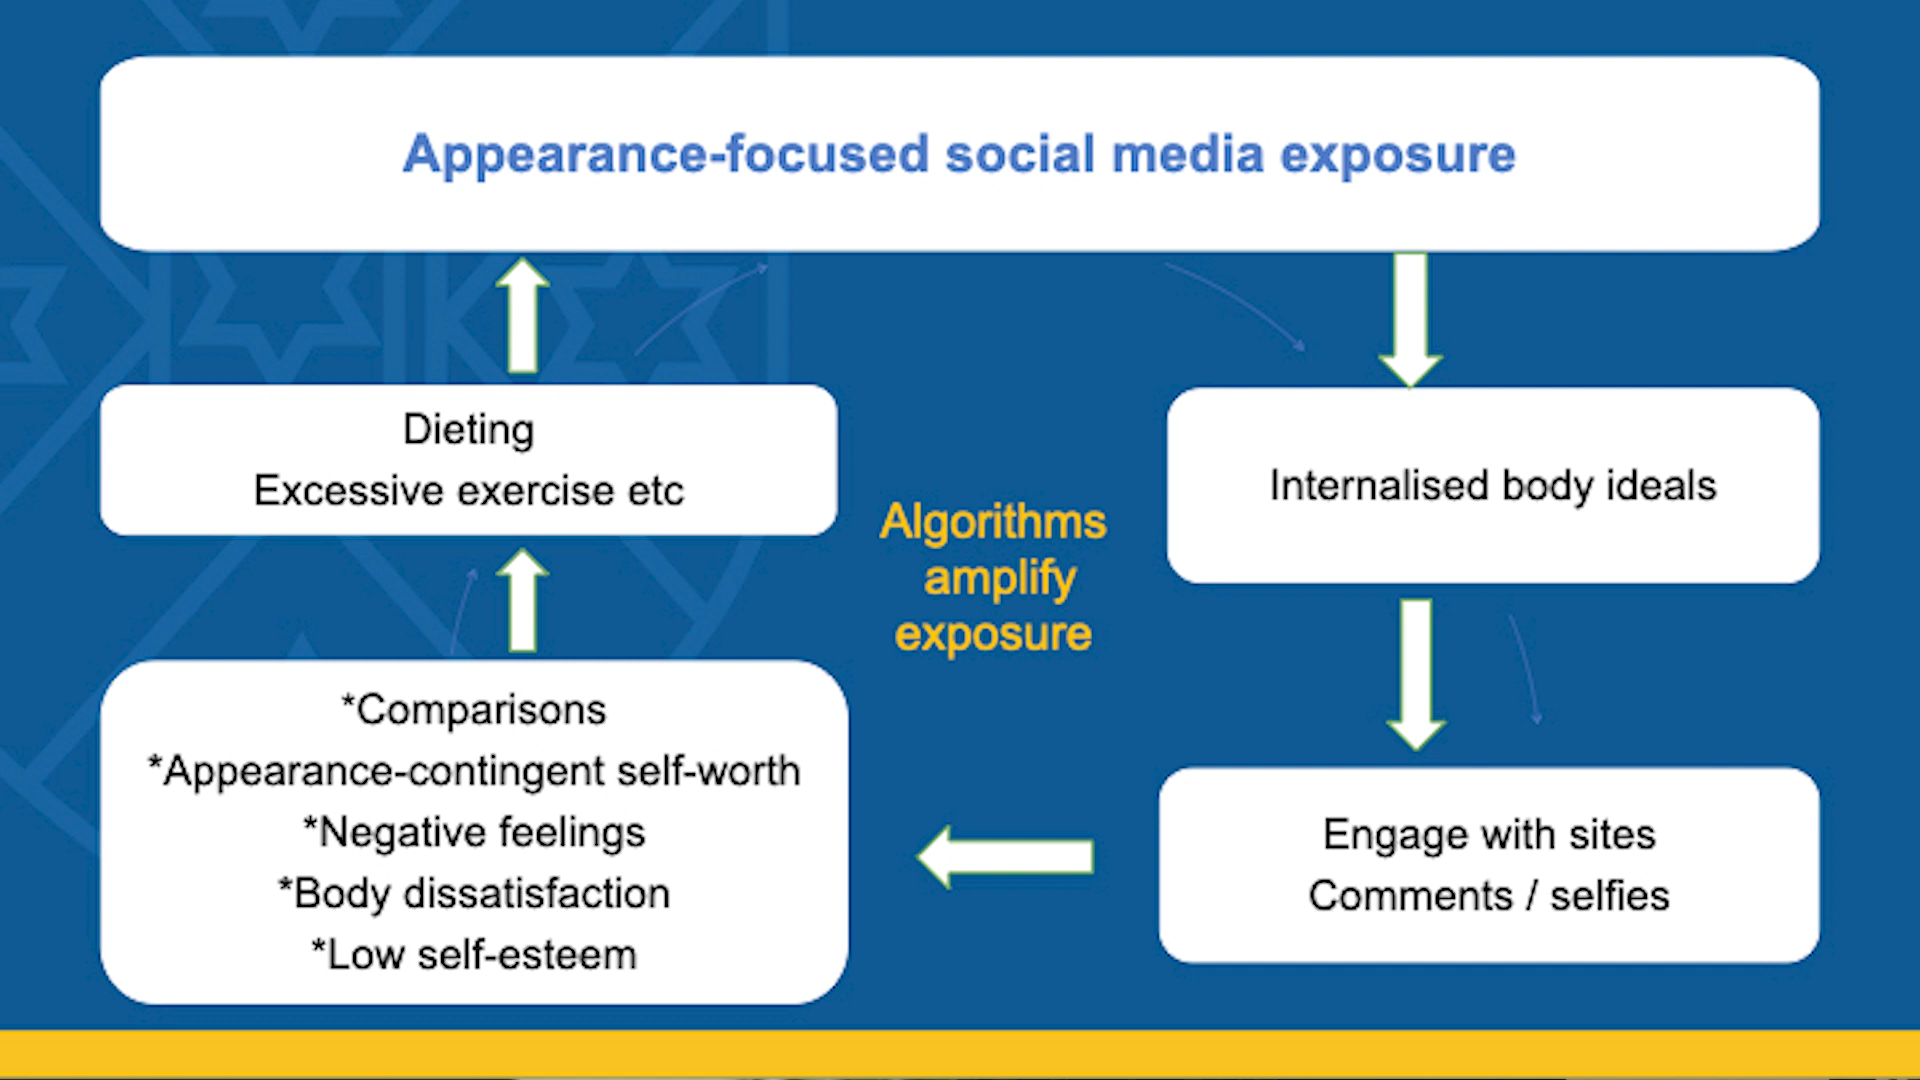 Appearance-focused social media exposure
Dieting
Excessive exercise etc
Internalised body ideals
Algorithms
amplify
exposure
*Comparisons
*Appearance-contingent self-worth
*Negative feelings
*Body dissatisfaction
*Low self-esteem
Engage with sites
Comments / selfies